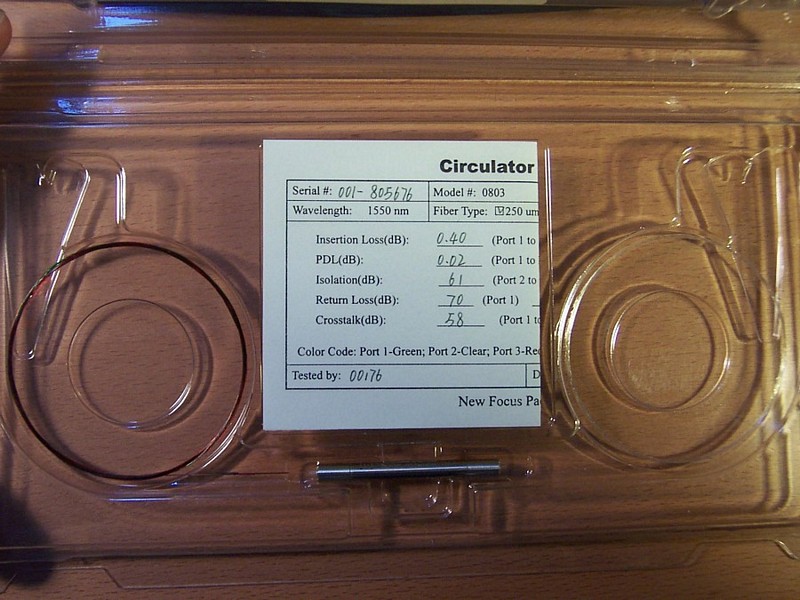 Circulator
Serial #: 001-805676 Model #: 0803
Wavelength: 1550 nm Fiber Type: 250 um
Insertion Loss(dB): 0.40 (Port 1 to
PDL(dB): 0.02 (Port 1 to
Isolation(dB): 61 (Port 2 to
Return Loss(dB): 70 (Port 1)
Crosstalk(dB): 58 (Port 1 to
Color Code: Port 1-Green; Port 2-Clear; Port 3-Red
Tested by: 00176 D
New Focus Pa